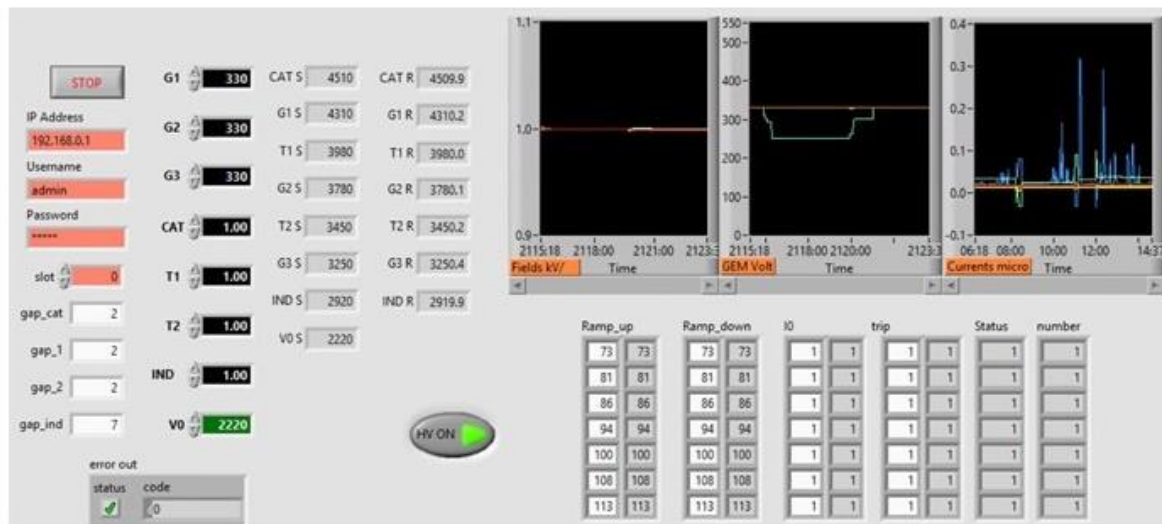 STOP
IP Address
192.168.0.1
Username
admin
Password
*****
slot 0
gap_cat 2
gap_1 2
gap_2 2
gap_ind 7
G1 330
G2 330
G3 330
CAT 1.00
T1 1.00
T2 1.00
IND 1.00
V0 2220
CAT S 4510
G1 S 4310
T1 S 3980
G2 S 3780
T2 S 3450
G3 S 3250
IND S 2920
V0 S 2220
CAT R 4509.9
G1 R 4310.2
T1 R 3980.0
G2 R 3780.1
T2 R 3450.2
G3 R 3250.4
IND R 2919.9
HV ON
error out
status code
0
1.1
1.0
0.9
2115:18 2118:00 2121:00 2123:3
Fields kV/ Time
550
500
400
300
200
100
0
2115:18 2118:00 2120:00 2123:3
GEM Volt Time
0.4
0.3
0.2
0.1
0.0
-0.1
06:18 08:00 10:00 12:00 14:37
Currents micro Time
Ramp_up Ramp_down I0 trip Status number
73 73 73 73 1 1 1 1 1 1
81 81 81 81 1 1 1 1 1 1
86 86 86 86 1 1 1 1 1 1
94 94 94 94 1 1 1 1 1 1
100 100 100 100 1 1 1 1 1 1
108 108 108 108 1 1 1 1 1 1
113 113 113 113 1 1 1 1 1 1